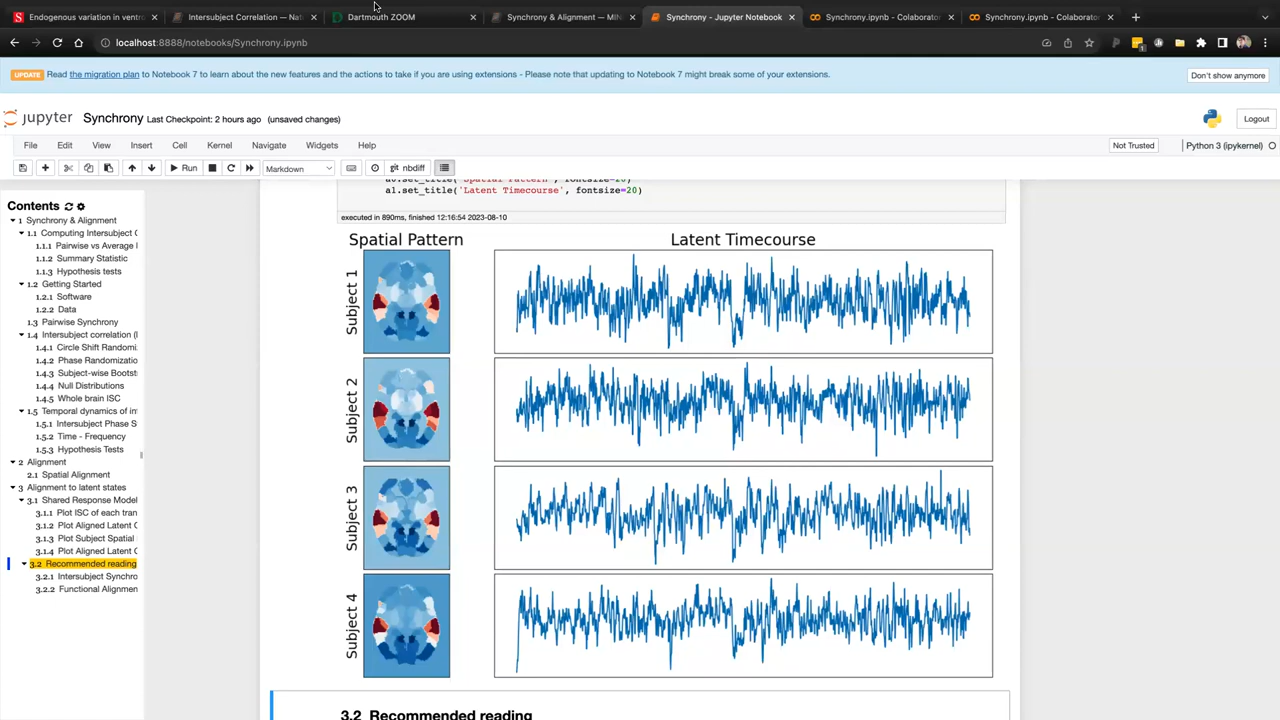 Endogenous variation in ventro
Intersubject Correlation — Nat
Dartmouth ZOOM
Synchrony & Alignment — MIN
Synchrony - Jupyter Notebook
Synchrony.ipynb - Colaborator
Synchrony.ipynb - Colaborator
localhost:8888/notebooks/Synchrony.ipynb
UPDATE Read the migration plan to Notebook 7 to learn about the new features and the actions to take if you are using extensions - Please note that updating to Notebook 7 might break some of your extensions.
Don't show anymore
jupyter Synchrony Last Checkpoint: 2 hours ago (unsaved changes)
Logout
File Edit View Insert Cell Kernel Navigate Widgets Help
Not Trusted
Python 3 (ipykernel)
Run
Markdown
nbdiff
Contents
1 Synchrony & Alignment
1.1 Computing Intersubject C
1.1.1 Pairwise vs Average
1.1.2 Summary Statistic
1.1.3 Hypothesis tests
1.2 Getting Started
1.2.1 Software
1.2.2 Data
1.3 Pairwise Synchrony
1.4 Intersubject correlation (
1.4.1 Circle Shift Randomi
1.4.2 Phase Randomizatio
1.4.3 Subject-wise Bootst
1.4.4 Null Distributions
1.4.5 Whole brain ISC
1.5 Temporal dynamics of in
1.5.1 Intersubject Phase S
1.5.2 Time - Frequency
1.5.3 Hypothesis Tests
2 Alignment
2.1 Spatial Alignment
3 Alignment to latent states
3.1 Shared Response Model
3.1.1 Plot ISC of each tran
3.1.2 Plot Aligned Latent C
3.1.3 Plot Subject Spatial
3.1.4 Plot Aligned Latent C
3.2 Recommended reading
3.2.1 Intersubject Synchro
3.2.2 Functional Alignmen
a0.set_title('Spatial Pattern', fontsize=20)
a1.set_title('Latent Timecourse', fontsize=20)
executed in 890ms, finished 12:16:54 2023-08-10
Spatial Pattern
Latent Timecourse
Subject 1
Subject 2
Subject 3
Subject 4
3.2 Recommended reading